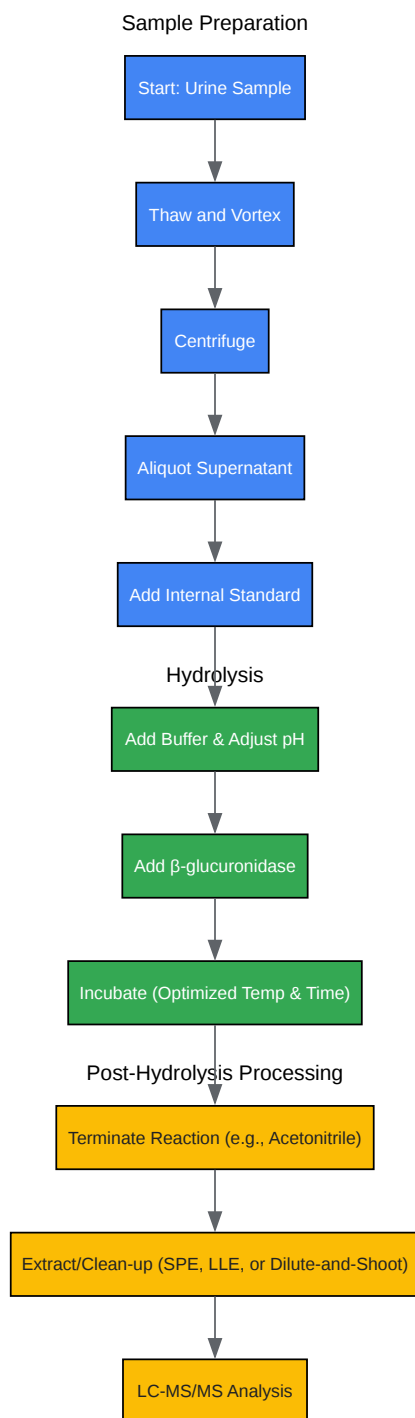 Sample Preparation
Start: Urine Sample
Thaw and Vortex
Centrifuge
Aliquot Supernatant
Add Internal Standard
Hydrolysis
Add Buffer & Adjust pH
Add β-glucuronidase
Incubate (Optimized Temp & Time)
Post-Hydrolysis Processing
Terminate Reaction (e.g., Acetonitrile)
Extract/Clean-up (SPE, LLE, or Dilute-and-Shoot)
LC-MS/MS Analysis